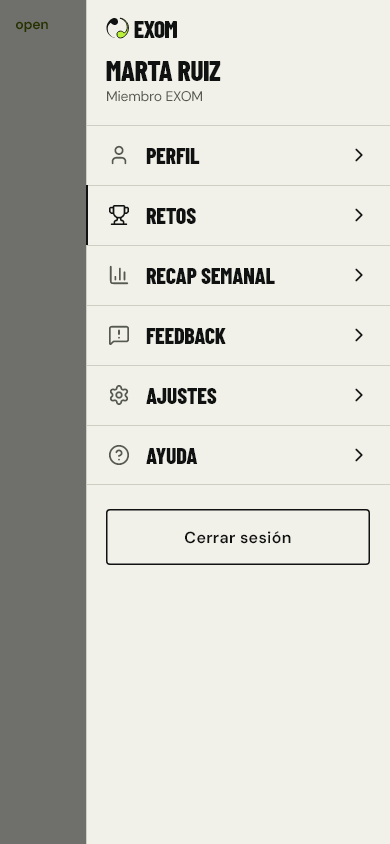 open
EXOM
MARTA RUIZ
Miembro EXOM
PERFIL
RETOS
RECAP SEMANAL
FEEDBACK
AJUSTES
AYUDA
Cerrar sesión